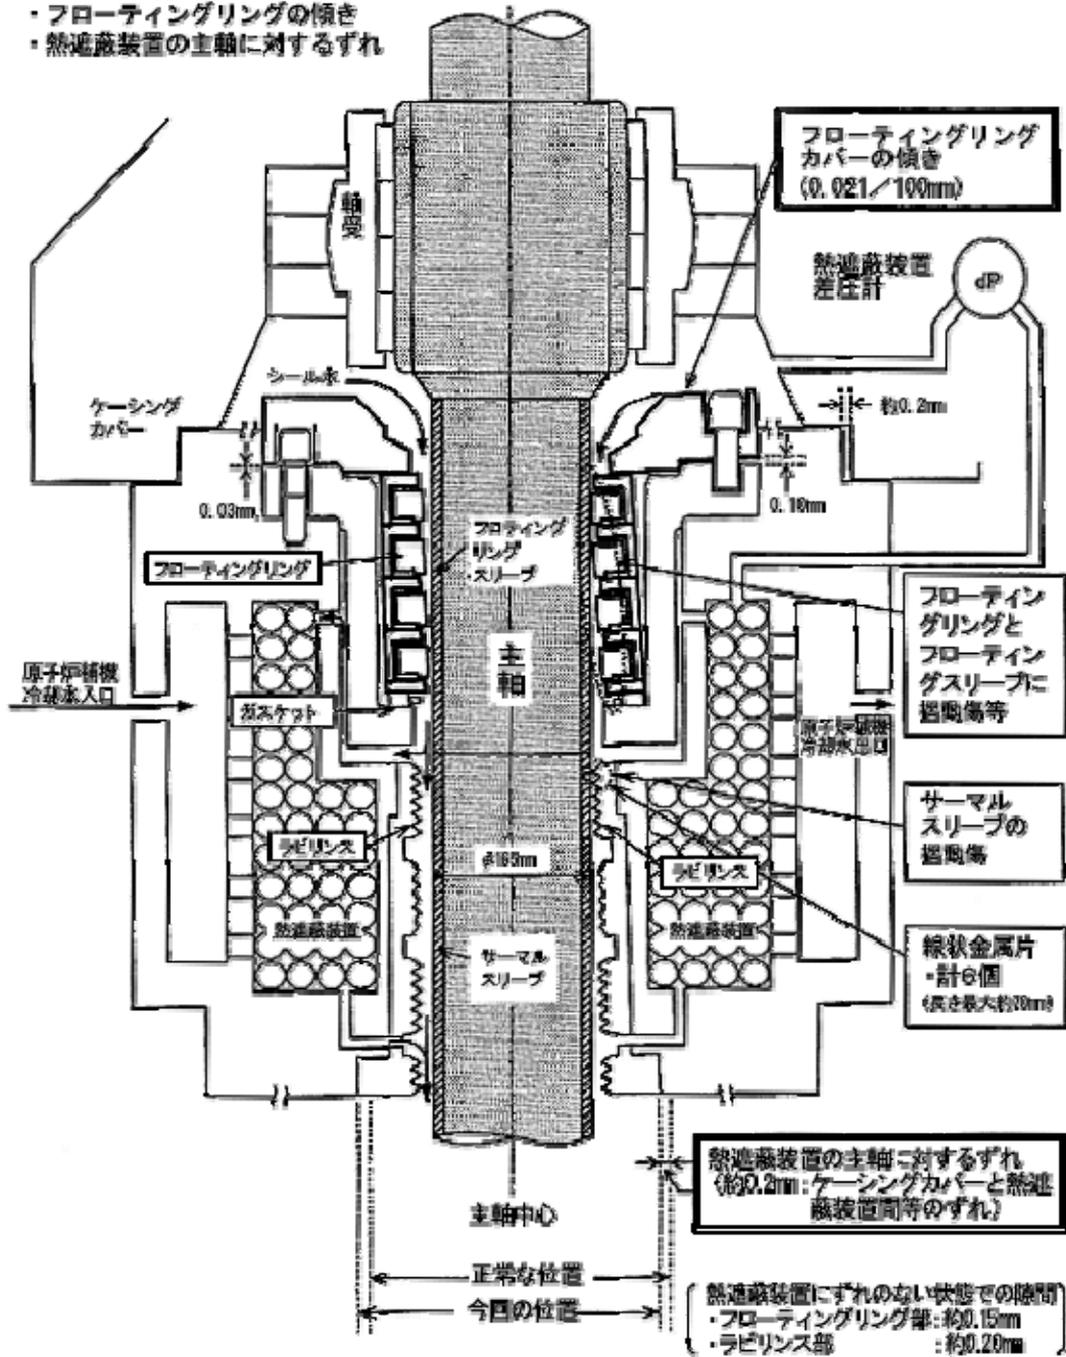 ・フローティングリングの傾き
・熱遮蔽装置の主軸に対するずれ
フローティングリング
カバーの傾き
(0.021／100mm)
軸受
熱遮蔽装置
差圧計
dP
シール水
ケーシング
カバー
約0.2mm
0.03mm
0.10mm
フロティング
リング
・スリーブ
フローティングリング
フローティン
グリングと
フローティン
グスリーブに
摺動傷等
主軸
原子炉補機
冷却水入口
ガスケット
原子炉補機
冷却水出口
サーマル
スリーブの
摺動傷
ラビリンス
ラビリンス
熱遮蔽装置
熱遮蔽装置
サーマル
スリーブ
線状金属片
・計6個
主軸中心
熱遮蔽装置の主軸に対するずれ
(約0.2mm:ケーシングカバーと熱遮
蔽装置間等のずれ)
正常な位置
今回の位置
熱遮蔽装置にずれのない状態での隙間
・フローティングリング部:約0.15mm
・ラビリンス部　　　　　:約0.20mm